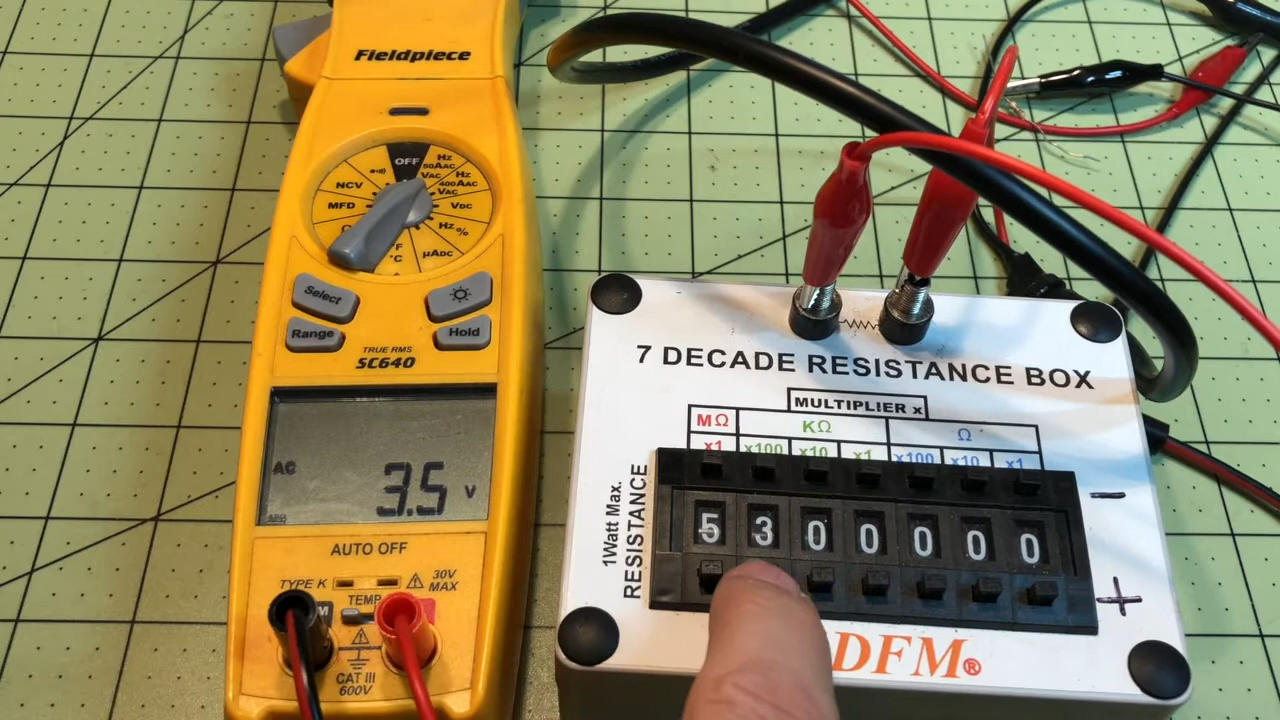 Fieldpiece
OFF
Hz
50AAC
VAC
400AAC
VAC
VDC
Hz%
µADC
°F
°C
MFD
NCV
Select
Range
Hold
TRUE RMS
SC640
AC 3.5 V
AUTO OFF
TYPE K
30V
MAX
TEMP
CAT III
600V
7 DECADE RESISTANCE BOX
MULTIPLIER x
MΩ KΩ Ω
x1 x100 x10 x1 x100 x10 x1
1Watt Max.
RESISTANCE
5 3 0 0 0 0 0
−
+
DFM®